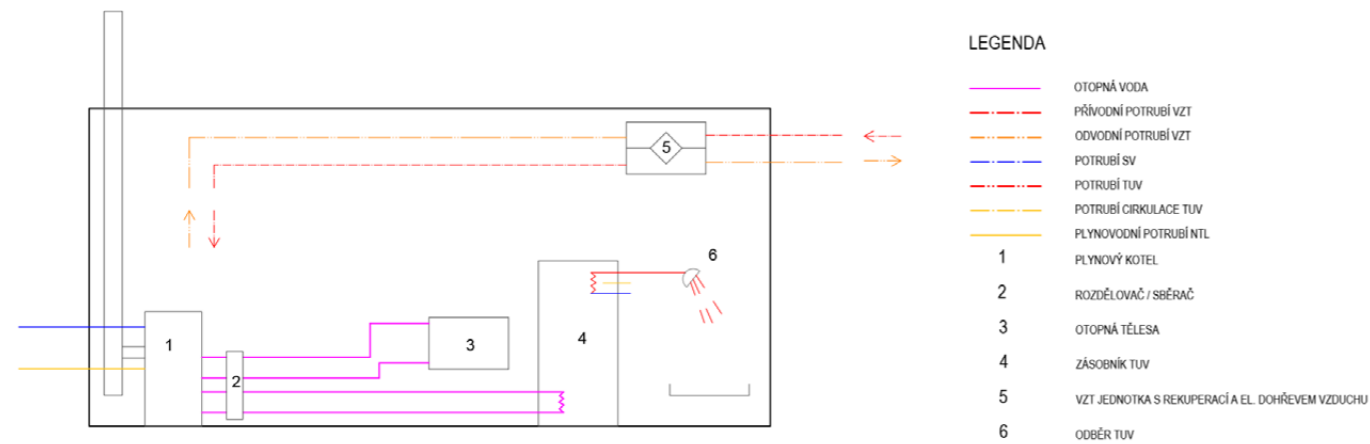 LEGENDA
OTOPNÁ VODA
PŘÍVODNÍ POTRUBÍ VZT
ODVODNÍ POTRUBÍ VZT
POTRUBÍ SV
POTRUBÍ TUV
POTRUBÍ CIRKULACE TUV
PLYNOVODNÍ POTRUBÍ NTL
1 PLYNOVÝ KOTEL
2 ROZDĚLOVAČ / SBĚRAČ
3 OTOPNÁ TĚLESA
4 ZÁSOBNÍK TUV
5 VZT JEDNOTKA S REKUPERACÍ A EL. DOHŘEVEM VZDUCHU
6 ODBĚR TUV
5
6
1
2
3
4